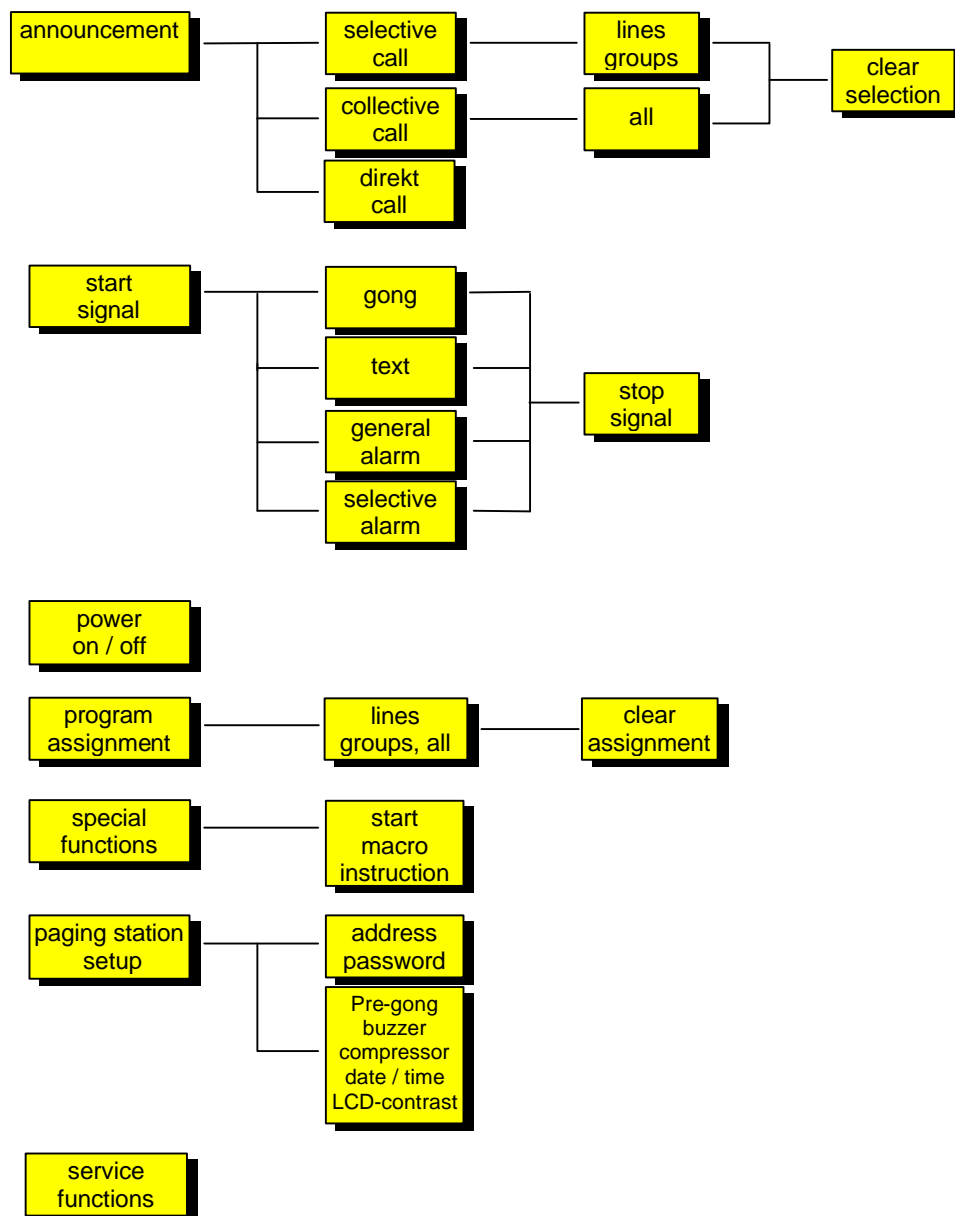 announcement
selective
call
lines
groups
clear
selection
collective
call
all
direkt
call
start
signal
gong
text
general
alarm
selective
alarm
stop
signal
power
on / off
program
assignment
lines
groups, all
clear
assignment
special
functions
start
macro
instruction
paging station
setup
address
password
Pre-gong
buzzer
compressor
date / time
LCD-contrast
service
functions